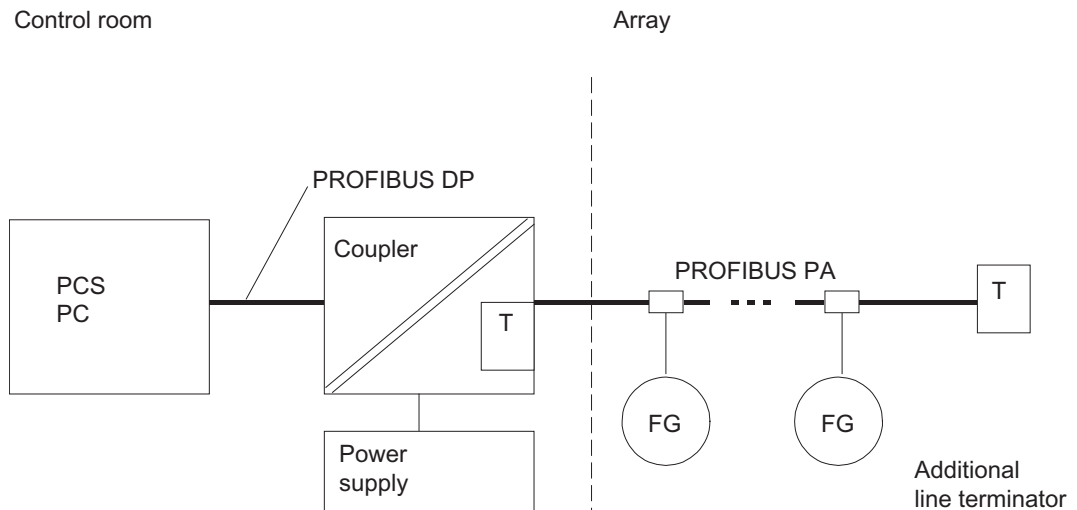 Control room
Array
PROFIBUS DP
PCS
PC
Coupler
T
PROFIBUS PA
T
FG
FG
Power
supply
Additional
line terminator